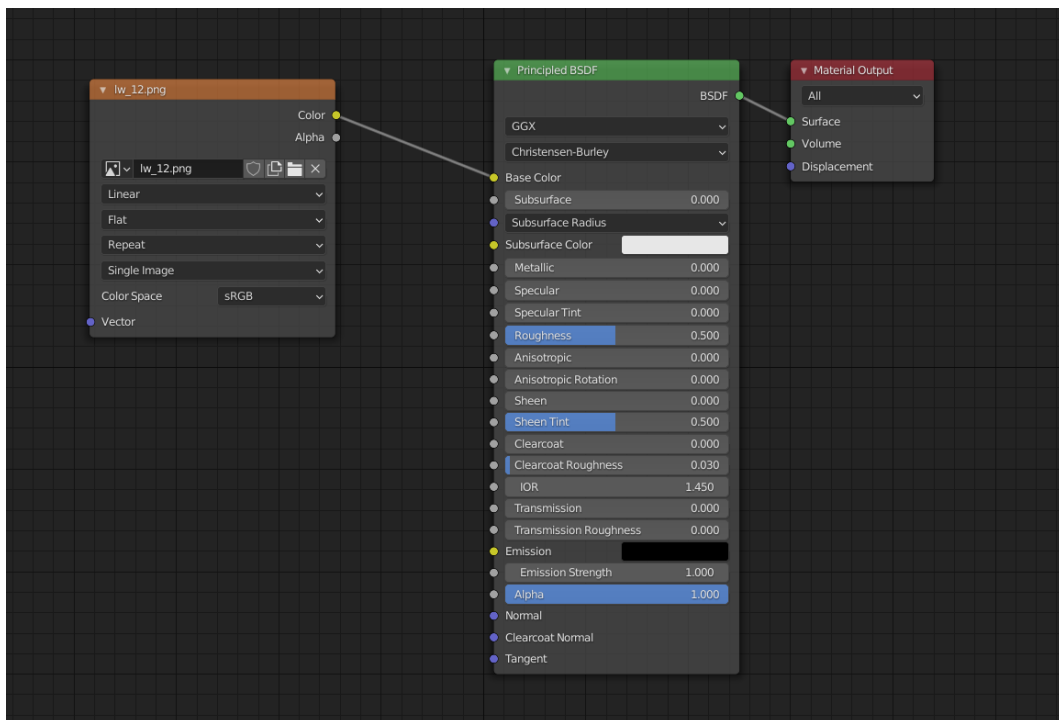 lw_12.png
Color
Alpha
lw_12.png
Linear
Flat
Repeat
Single Image
Color Space sRGB
Vector
Principled BSDF
BSDF
GGX
Christensen-Burley
Base Color
Subsurface 0.000
Subsurface Radius
Subsurface Color
Metallic 0.000
Specular 0.000
Specular Tint 0.000
Roughness 0.500
Anisotropic 0.000
Anisotropic Rotation 0.000
Sheen 0.000
Sheen Tint 0.500
Clearcoat 0.000
Clearcoat Roughness 0.030
IOR 1.450
Transmission 0.000
Transmission Roughness 0.000
Emission
Emission Strength 1.000
Alpha 1.000
Normal
Clearcoat Normal
Tangent
Material Output
All
Surface
Volume
Displacement